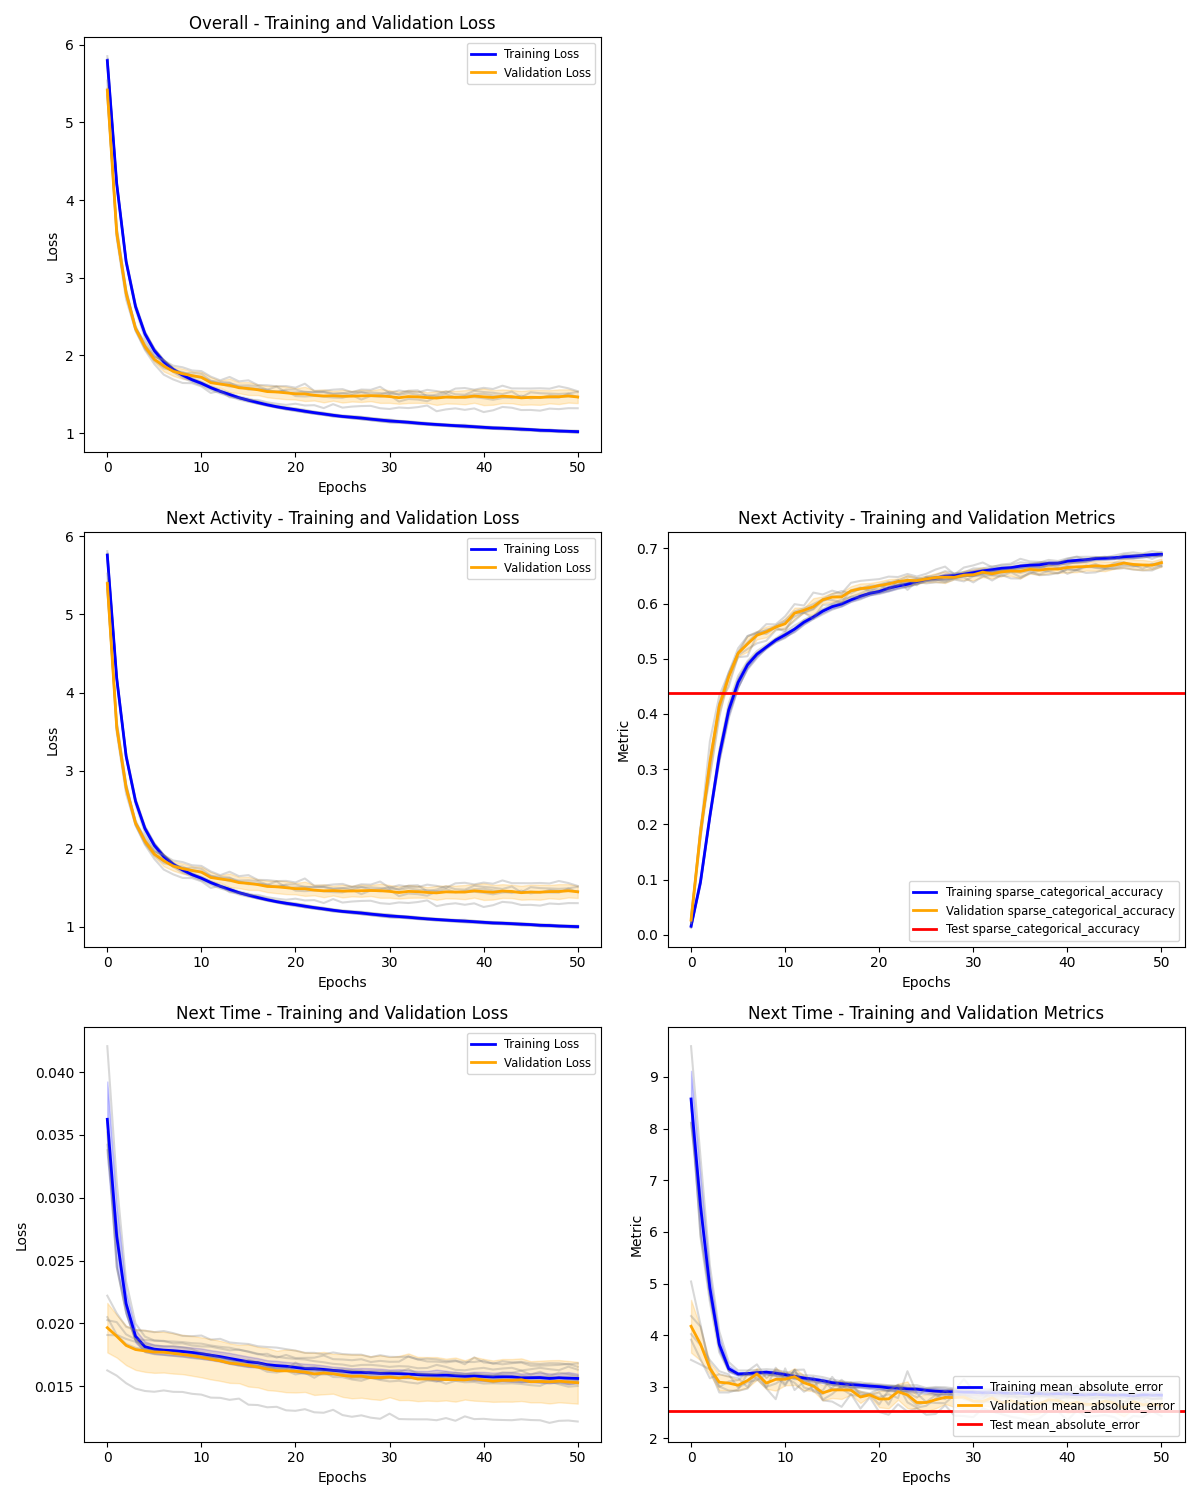 Overall - Training and Validation Loss
6
5
4
3
2
1
Loss
Training Loss
Validation Loss
0 10 20 30 40 50
Epochs
Next Activity - Training and Validation Loss
6
5
4
3
2
1
Loss
Training Loss
Validation Loss
0 10 20 30 40 50
Epochs
Next Activity - Training and Validation Metrics
0.7
0.6
0.5
0.4
0.3
0.2
0.1
0.0
Metric
Training sparse_categorical_accuracy
Validation sparse_categorical_accuracy
Test sparse_categorical_accuracy
0 10 20 30 40 50
Epochs
Next Time - Training and Validation Loss
0.040
0.035
0.030
0.025
0.020
0.015
Loss
Training Loss
Validation Loss
0 10 20 30 40 50
Epochs
Next Time - Training and Validation Metrics
9
8
7
6
5
4
3
2
Metric
Training mean_absolute_error
Validation mean_absolute_error
Test mean_absolute_error
0 10 20 30 40 50
Epochs